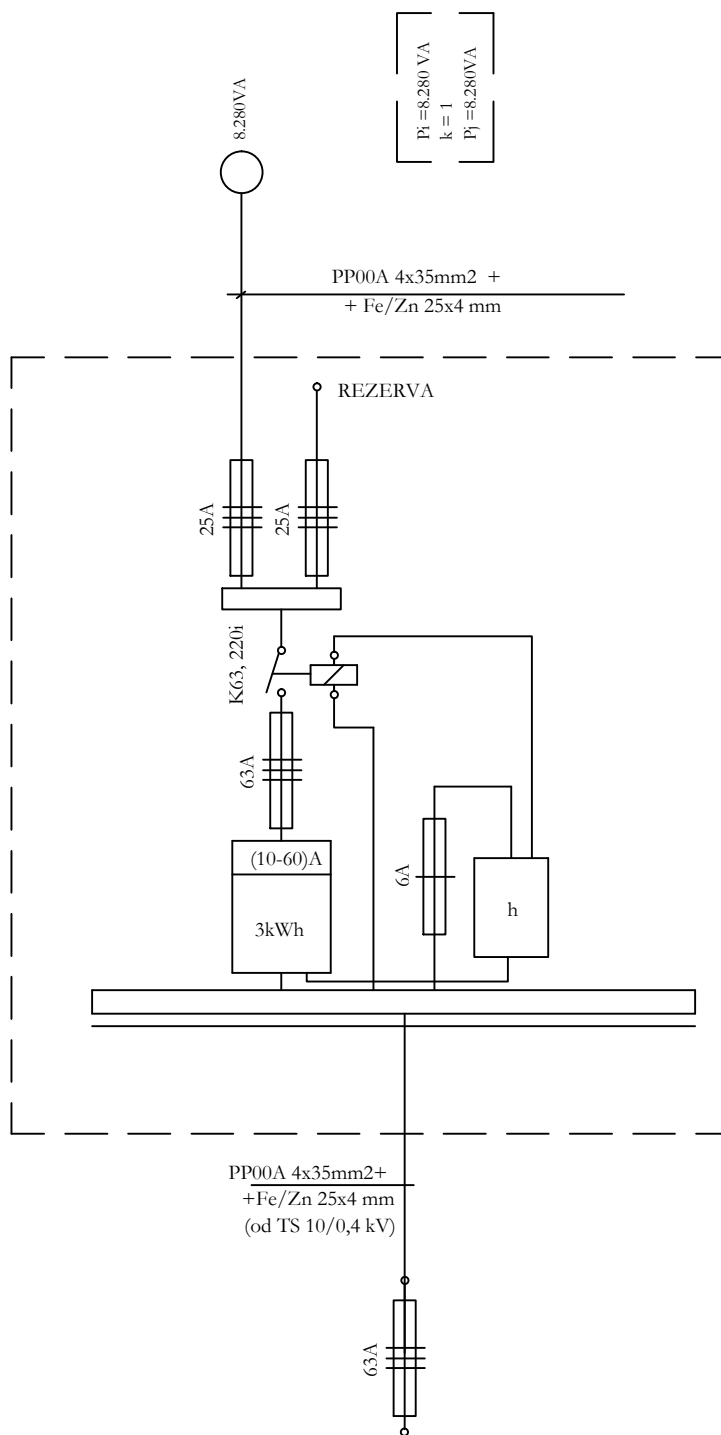 8.280VA
Pi =8.280 VA
k = 1
Pj =8.280VA
PP00A 4x35mm2 +
+ Fe/Zn 25x4 mm
REZERVA
25A
25A
K63, 220i
63A
(10-60)A
3kWh
6A
h
PP00A 4x35mm2+
+Fe/Zn 25x4 mm
(od TS 10/0,4 kV)
63A